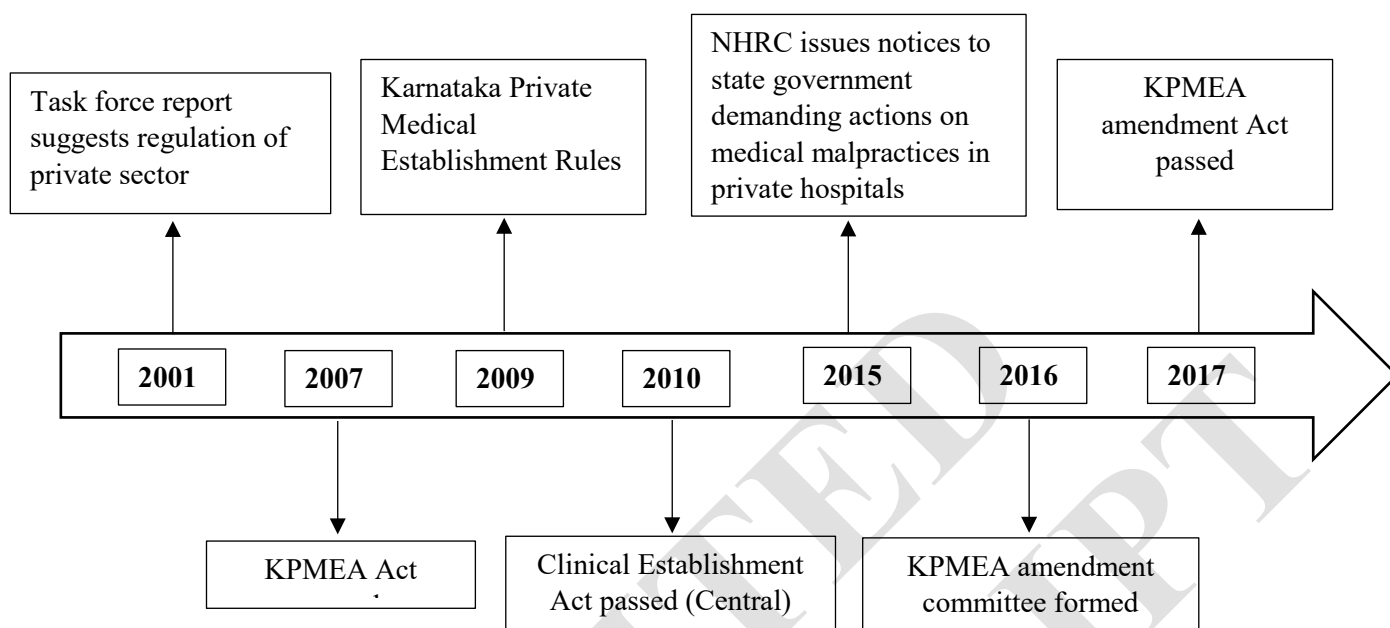 Task force report
suggests regulation of
private sector
Karnataka Private
Medical
Establishment Rules
NHRC issues notices to
state government
demanding actions on
medical malpractices in
private hospitals
KPMEA
amendment Act
passed
2001
2007
2009
2010
2015
2016
2017
KPMEA Act
Clinical Establishment
Act passed (Central)
KPMEA amendment
committee formed